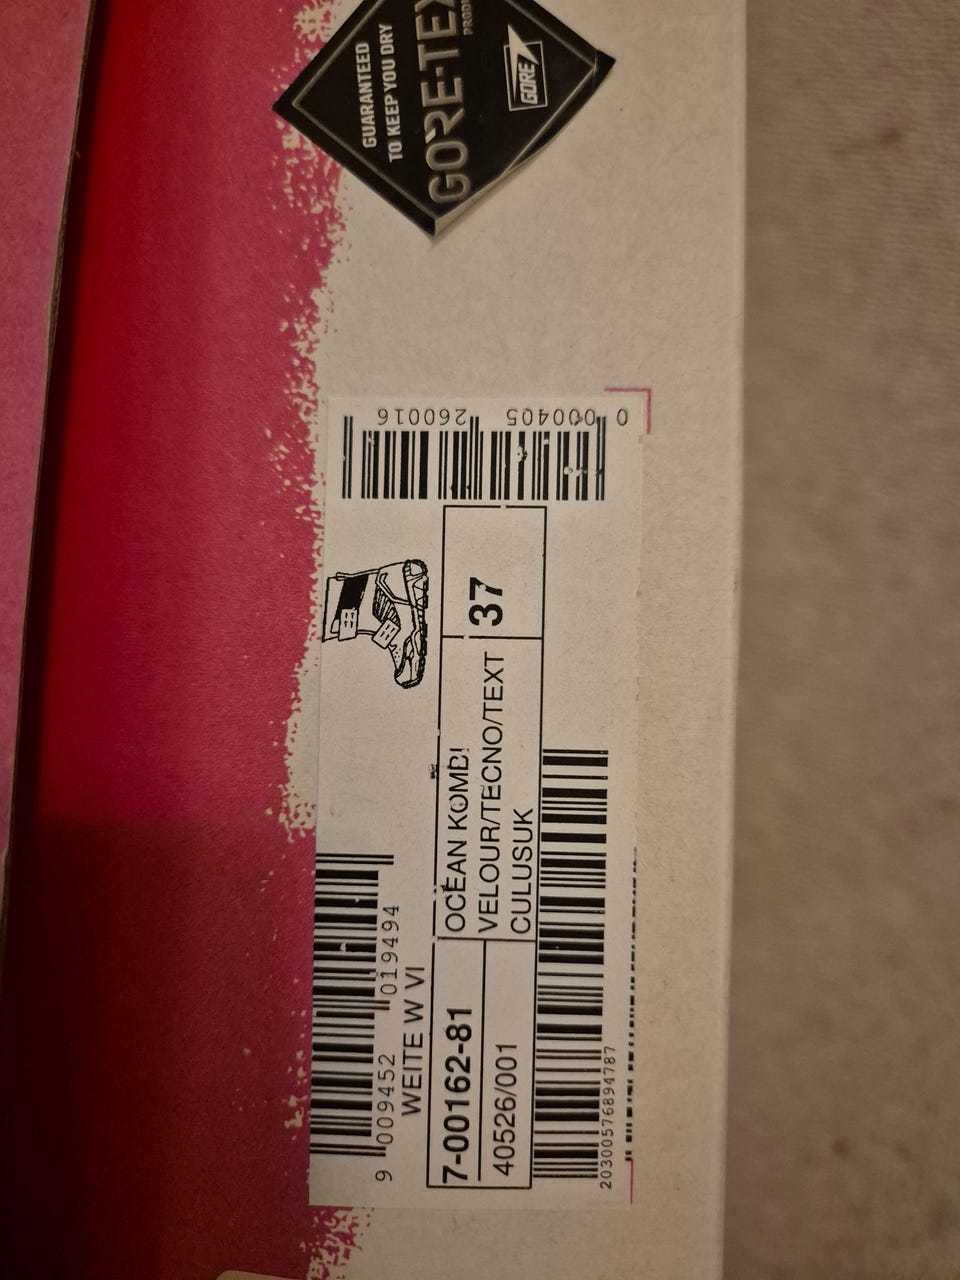 GUARANTEED
TO KEEP YOU DRY
GORE-TEX
GORE
9 009452 019494
WEITE W VI
7-00162-81
40526/001
OCEAN KOMBI
VELOUR/TECNO/TEXT
CULUSUK
37
20300576894787
0 000405 260016